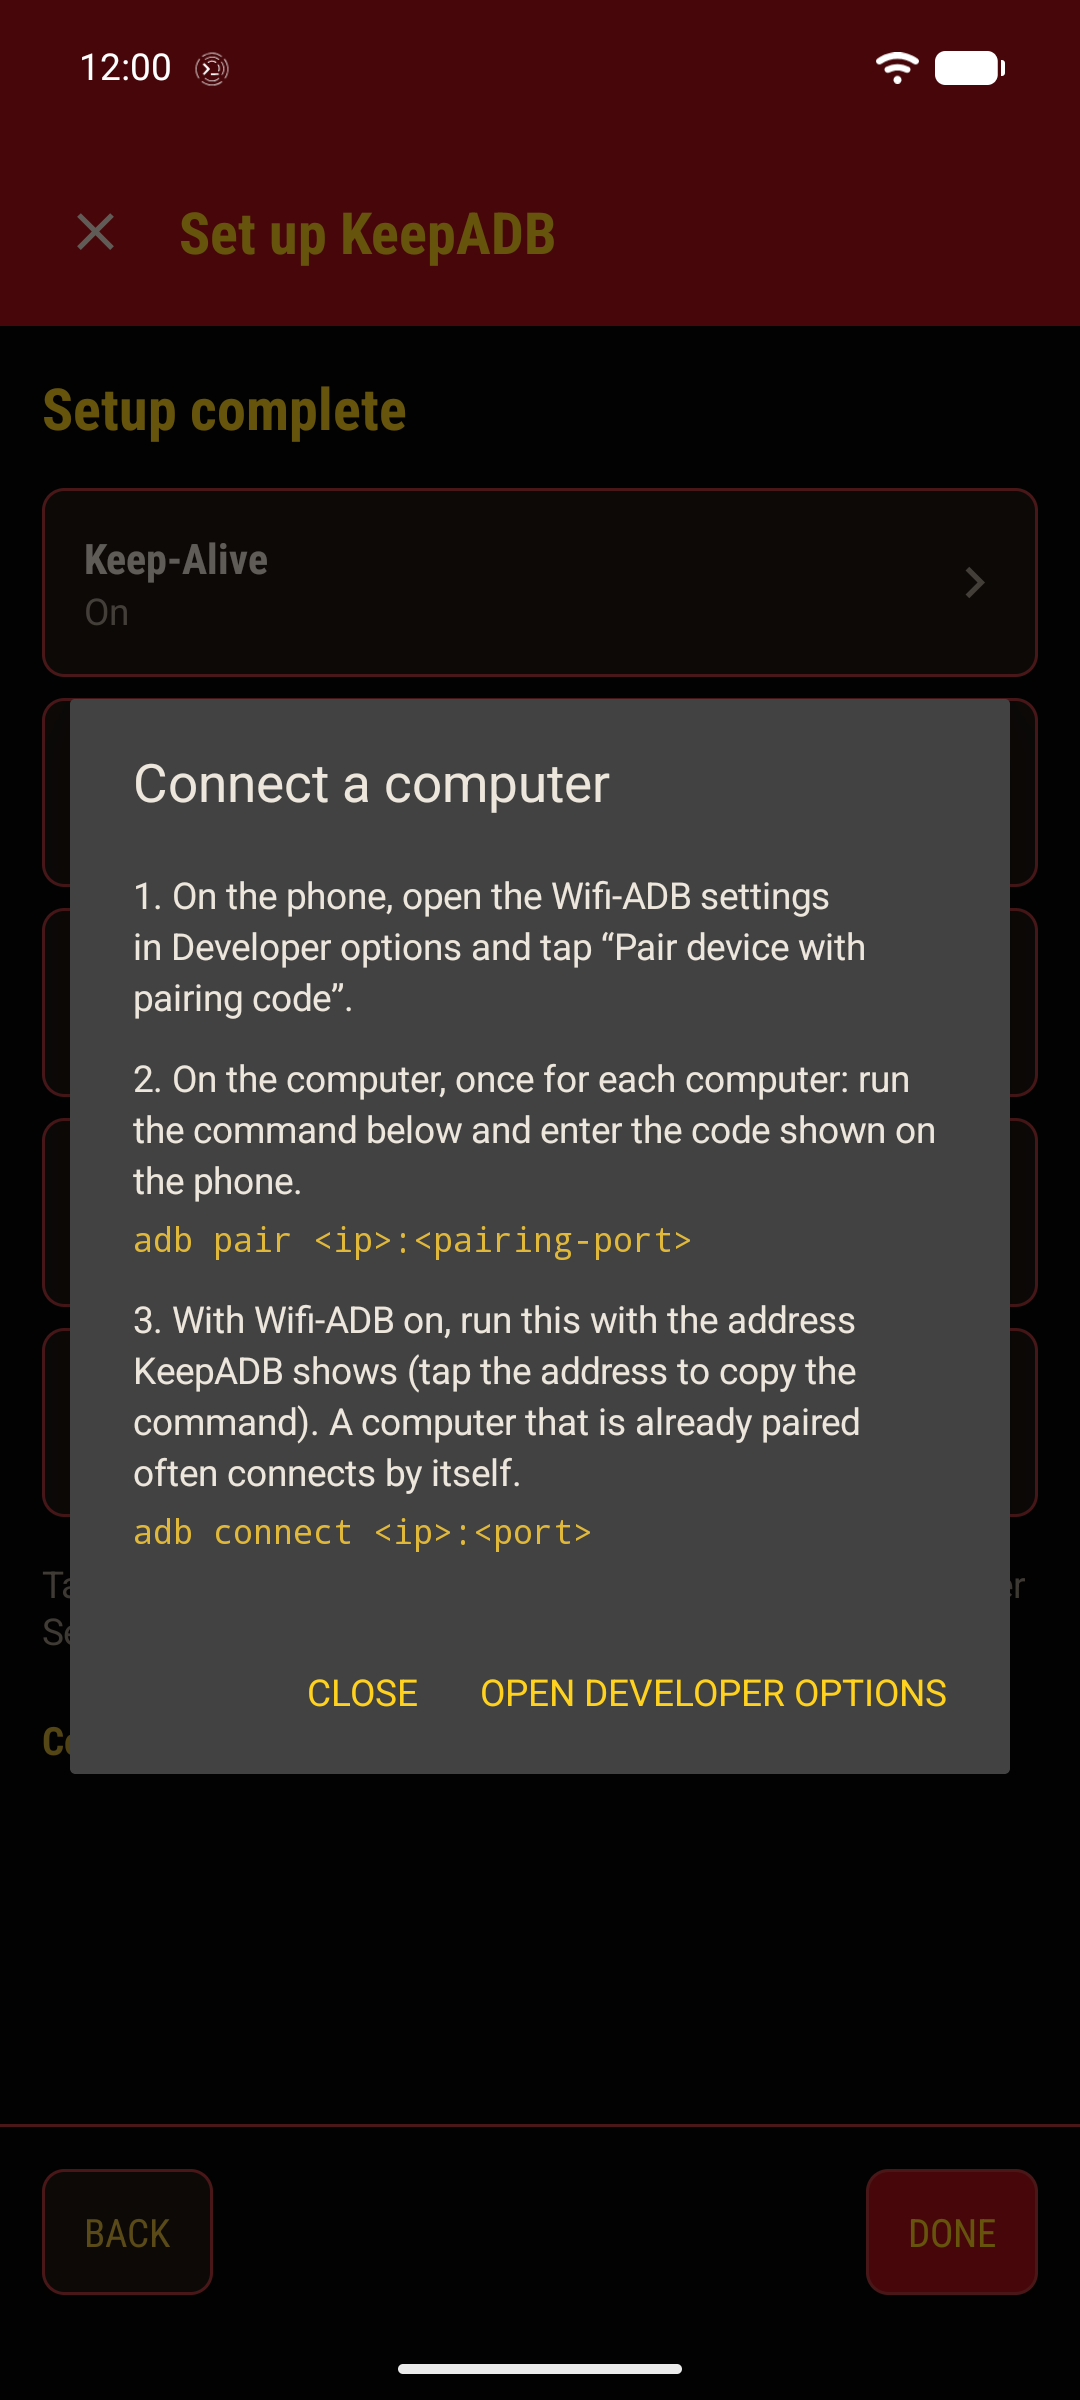 12:00
Set up KeepADB
Setup complete
Keep-Alive
On
Connect a computer
1. On the phone, open the Wifi-ADB settings
in Developer options and tap “Pair device with
pairing code”.
2. On the computer, once for each computer: run
the command below and enter the code shown on
the phone.
adb pair <ip>:<pairing-port>
3. With Wifi-ADB on, run this with the address
KeepADB shows (tap the address to copy the
command). A computer that is already paired
often connects by itself.
adb connect <ip>:<port>
CLOSE OPEN DEVELOPER OPTIONS
BACK DONE